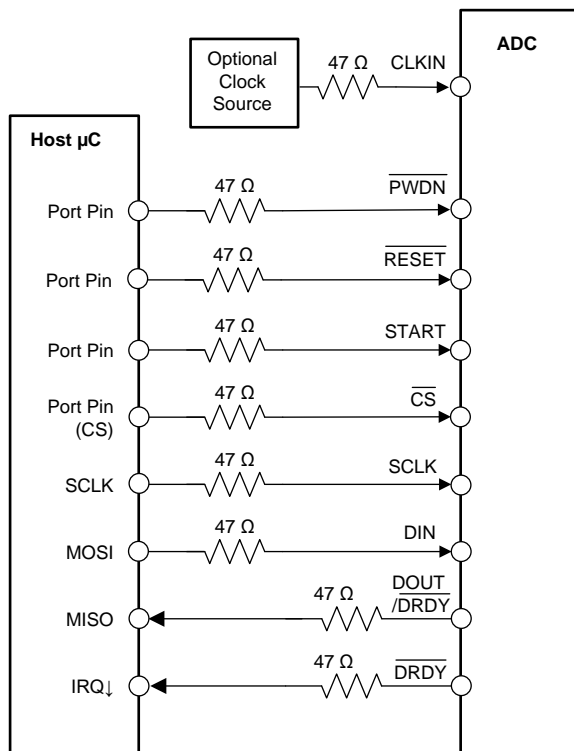 ADC
Optional
Clock
Source
47 Ω
CLKIN
Host µC
Port Pin
47 Ω
PWDN
Port Pin
47 Ω
RESET
Port Pin
47 Ω
START
Port Pin
(CS)
47 Ω
CS
SCLK
47 Ω
SCLK
MOSI
47 Ω
DIN
MISO
47 Ω
DOUT
/DRDY
IRQ↓
47 Ω
DRDY